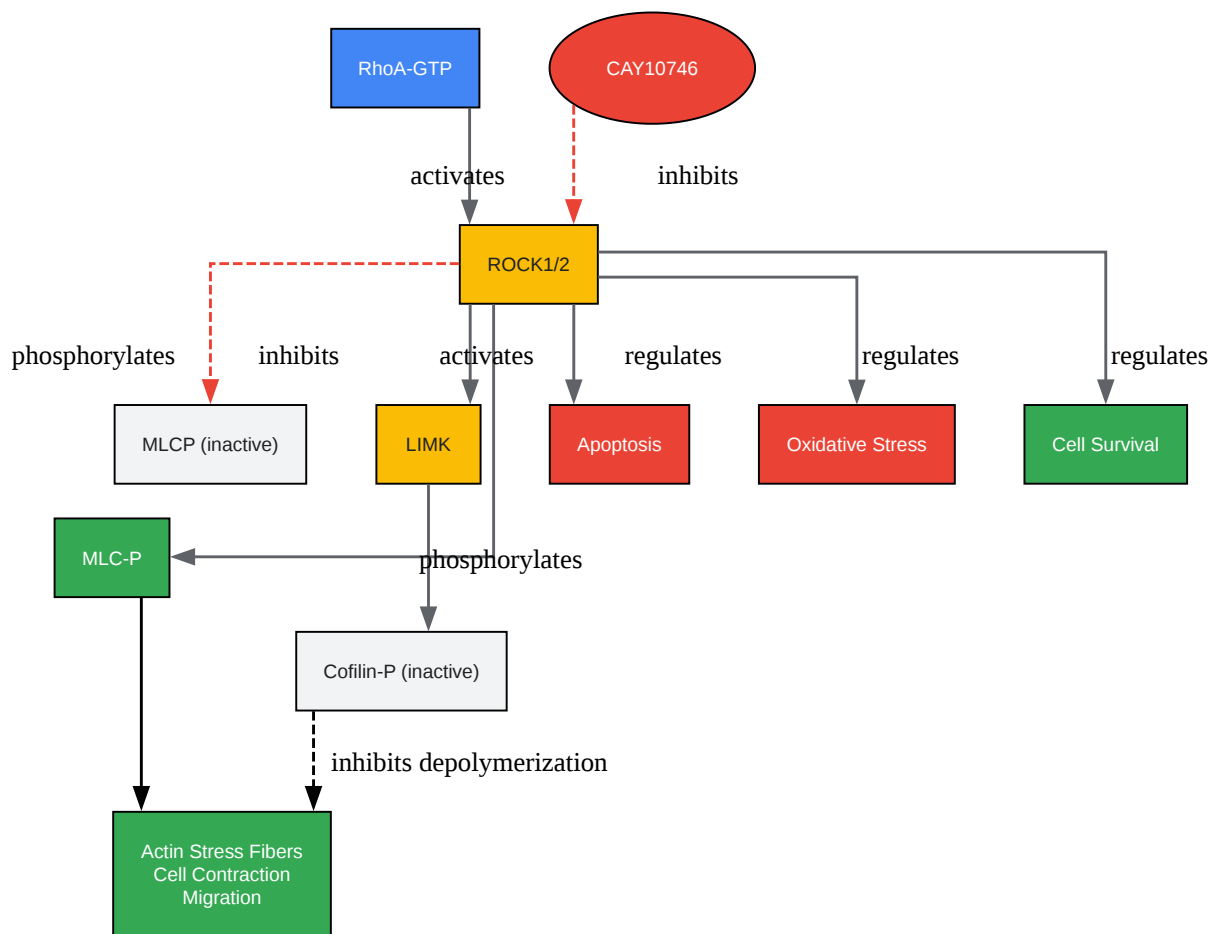 RhoA-GTP
CAY10746
activates
inhibits
ROCK1/2
phosphorylates
inhibits
activates
regulates
regulates
regulates
MLCP (inactive)
LIMK
Apoptosis
Oxidative Stress
Cell Survival
MLC-P
phosphorylates
Cofilin-P (inactive)
inhibits depolymerization
Actin Stress Fibers
Cell Contraction
Migration